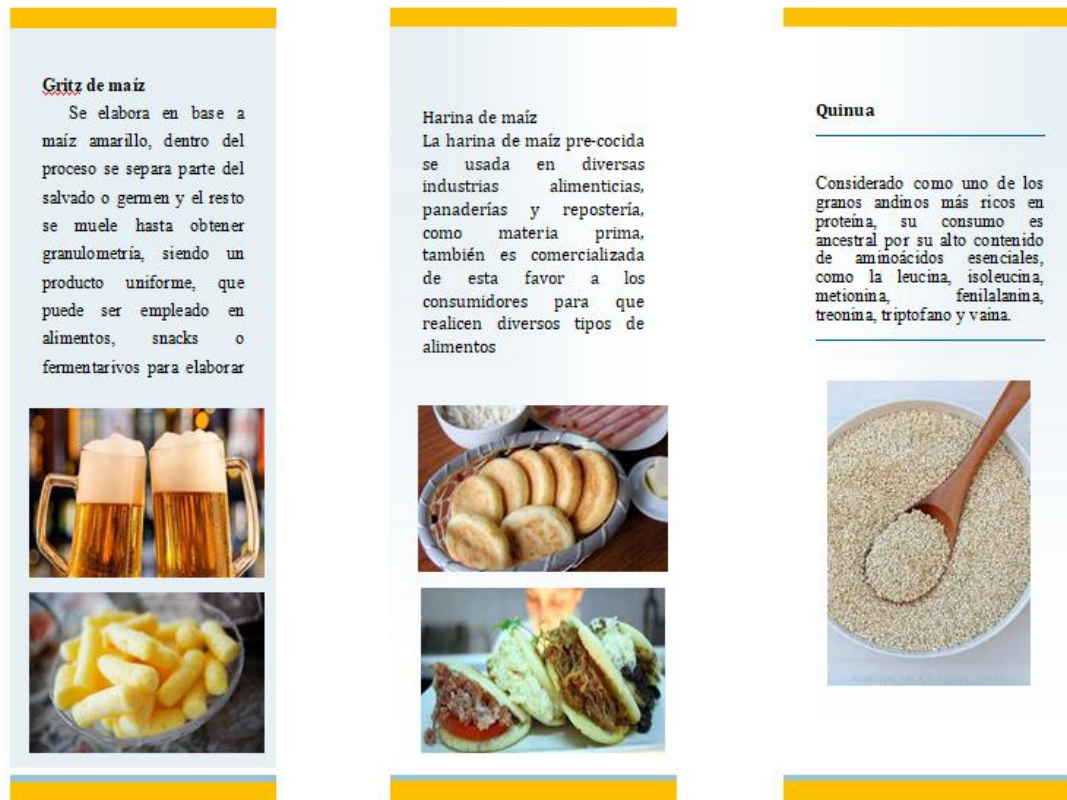 Gritz de maíz
Se elabora en base a
maíz amarillo, dentro del
proceso se separa parte del
salvado o germen y el resto
se muele hasta obtener
granulometría, siendo un
producto uniforme, que
puede ser empleado en
alimentos, snacks o
fermentarivos para elaborar
Harina de maíz
La harina de maíz pre-cocida
se usada en diversas
industrias alimenticias,
panaderías y repostería,
como materia prima,
también es comercializada
de esta favor a los
consumidores para que
realicen diversos tipos de
alimentos
Quinua
Considerado como uno de los
granos andinos más ricos en
proteína, su consumo es
ancestral por su alto contenido
de aminoácidos esenciales,
como la leucina, isoleucina,
metionina, fenilalanina,
treonina, triptofano y vaina.